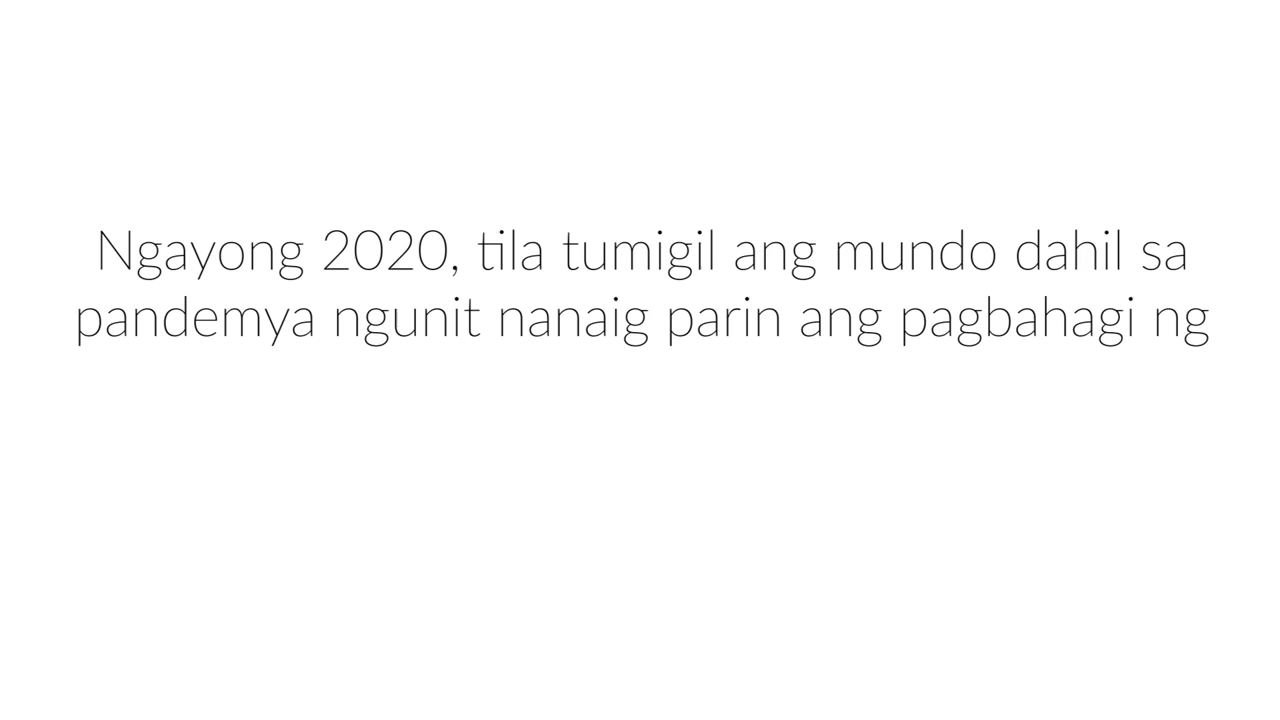 Ngayong 2020, tila tumigil ang mundo dahil sa
pandemya ngunit nanaig parin ang pagbahagi ng